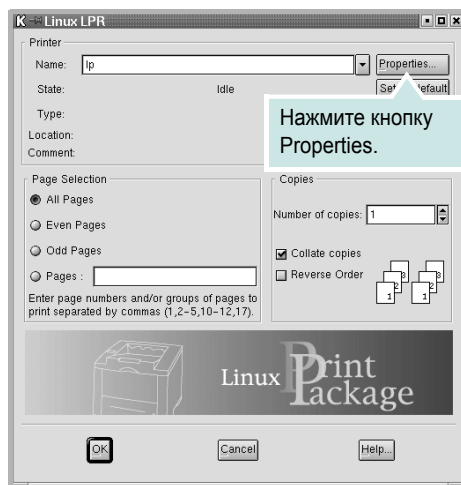 Linux LPR
Printer
Name: lp
Properties...
State: Idle
Type:
Location:
Comment:
Нажмите кнопку
Properties.
Page Selection
All Pages
Even Pages
Odd Pages
Pages :
Enter page numbers and/or groups of pages to
print separated by commas (1,2-5,10-12,17).
Copies
Number of copies: 1
Collate copies
Reverse Order
Linux Print
Package
OK
Cancel
Help...